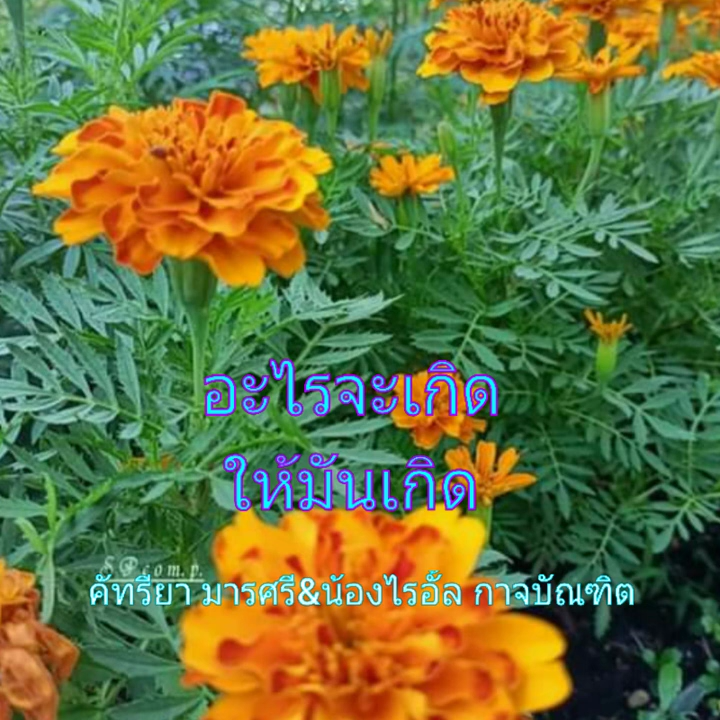 อะไรจะเกิด
ให้มันเกิด
S P com.p.
คัทรียา มารศรี&น้องไรอั้ล กาจบัณฑิต